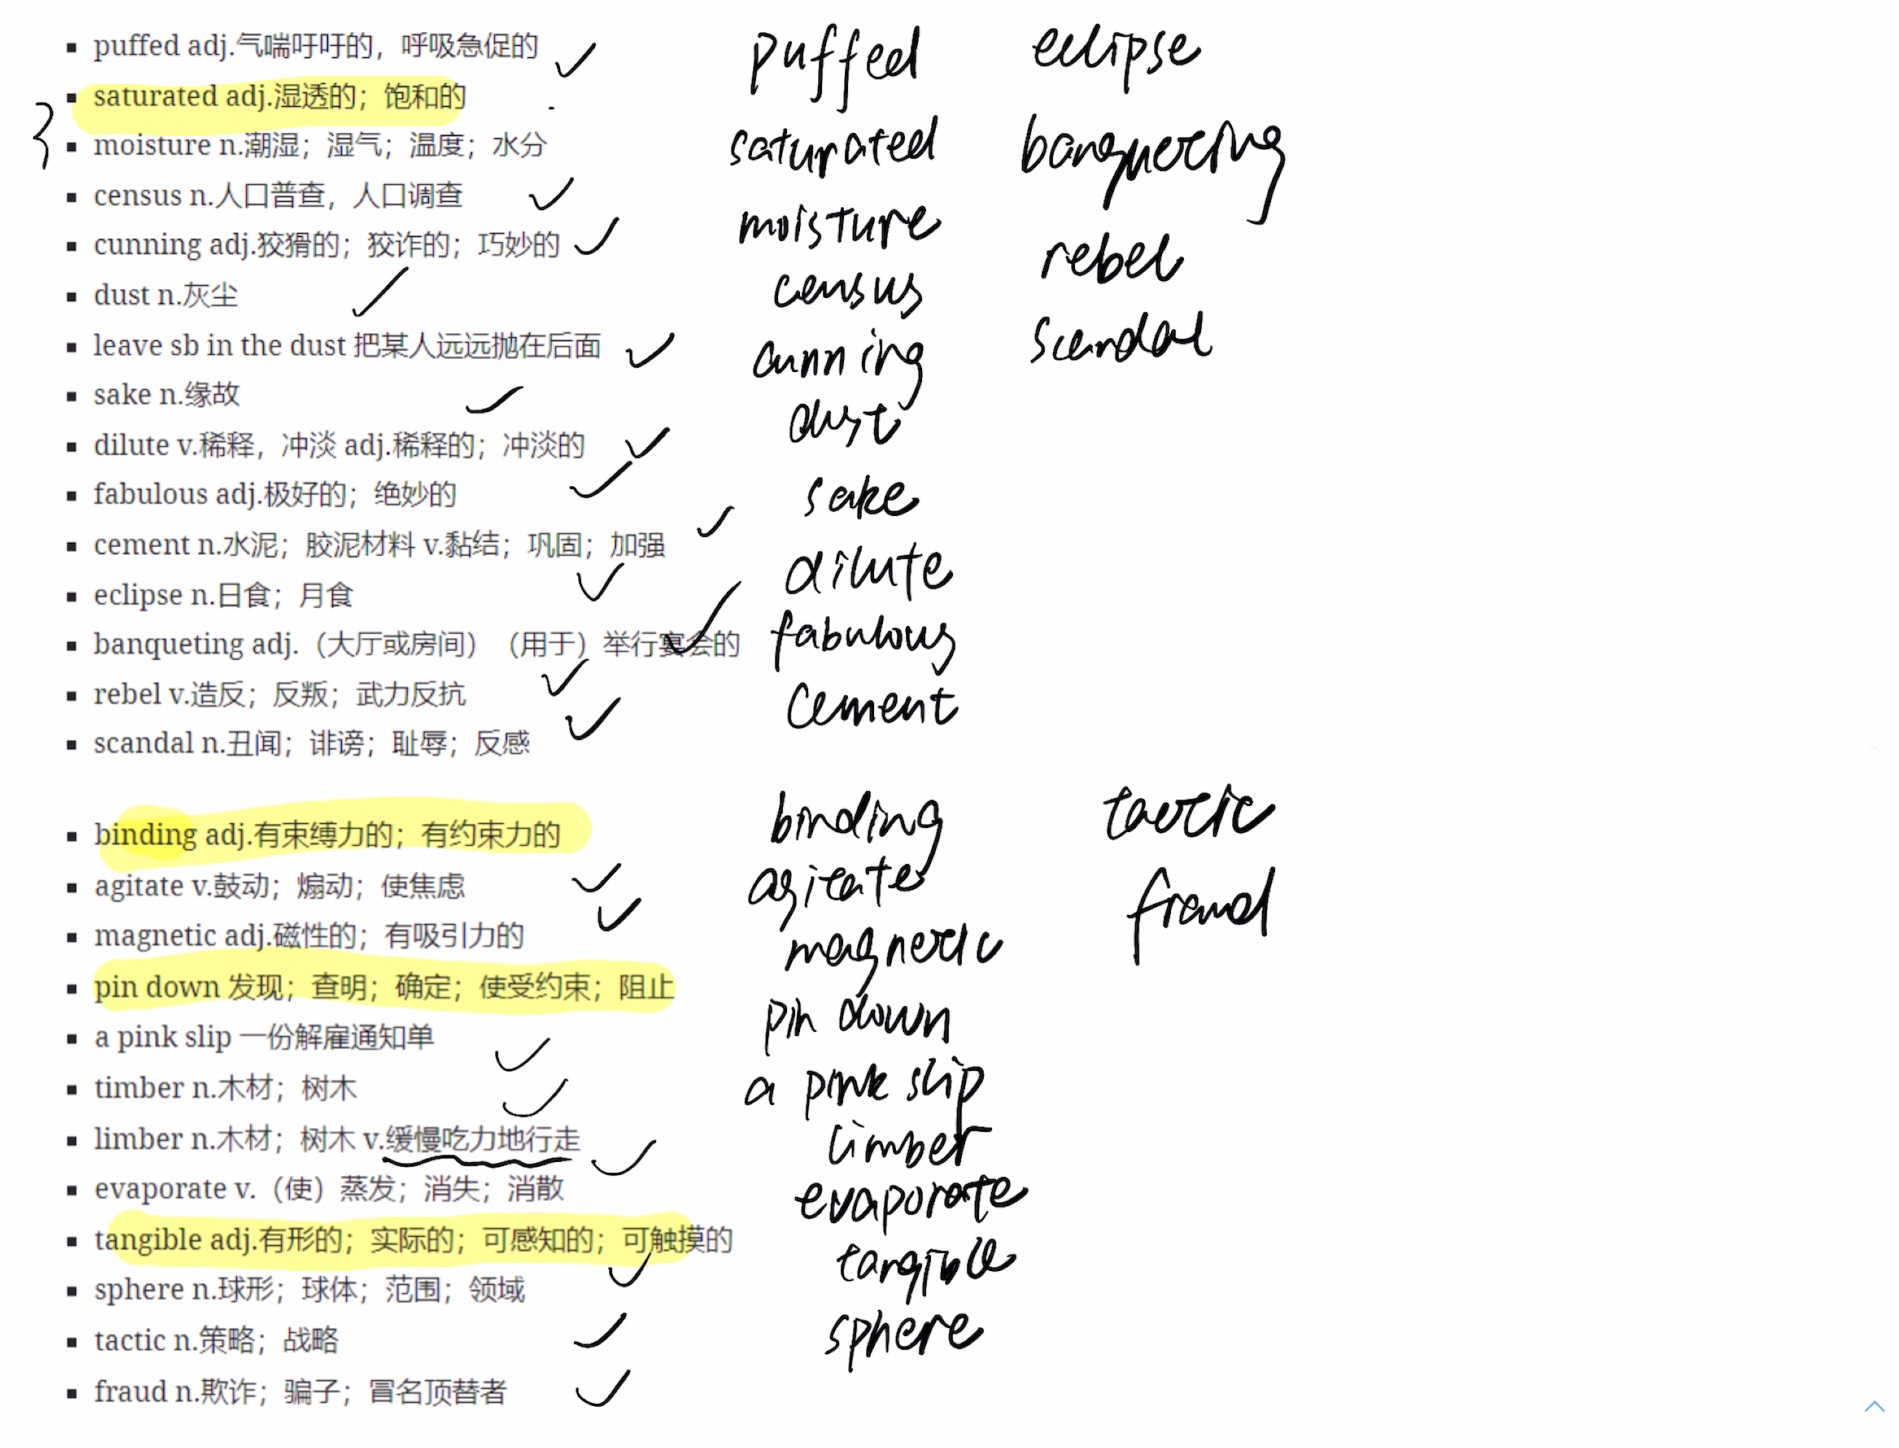 puffed adj.气喘吁吁的，呼吸急促的
saturated adj.湿透的；饱和的
moisture n.潮湿；湿气；温度；水分
census n.人口普查，人口调查
cunning adj.狡猾的；狡诈的；巧妙的
dust n.灰尘
leave sb in the dust 把某人远远抛在后面
sake n.缘故
dilute v.稀释，冲淡 adj.稀释的；冲淡的
fabulous adj.极好的；绝妙的
cement n.水泥；胶泥材料 v.黏结；巩固；加强
eclipse n.日食；月食
banqueting adj.（大厅或房间）（用于）举行宴会的
rebel v.造反；反叛；武力反抗
scandal n.丑闻；诽谤；耻辱；反感
puffed
saturated
moisture
census
cunning
dust
sake
dilute
fabulous
cement
eclipse
banqueting
rebel
scandal
binding adj.有束缚力的；有约束力的
agitate v.鼓动；煽动；使焦虑
magnetic adj.磁性的；有吸引力的
pin down 发现；查明；确定；使受约束；阻止
a pink slip 一份解雇通知单
timber n.木材；树木
limber n.木材；树木 v.缓慢吃力地行走
evaporate v.（使）蒸发；消失；消散
tangible adj.有形的；实际的；可感知的；可触摸的
sphere n.球形；球体；范围；领域
tactic n.策略；战略
fraud n.欺诈；骗子；冒名顶替者
binding
agitate
magnetic
pin down
a pink slip
limber
evaporate
tangible
sphere
tactic
fraud